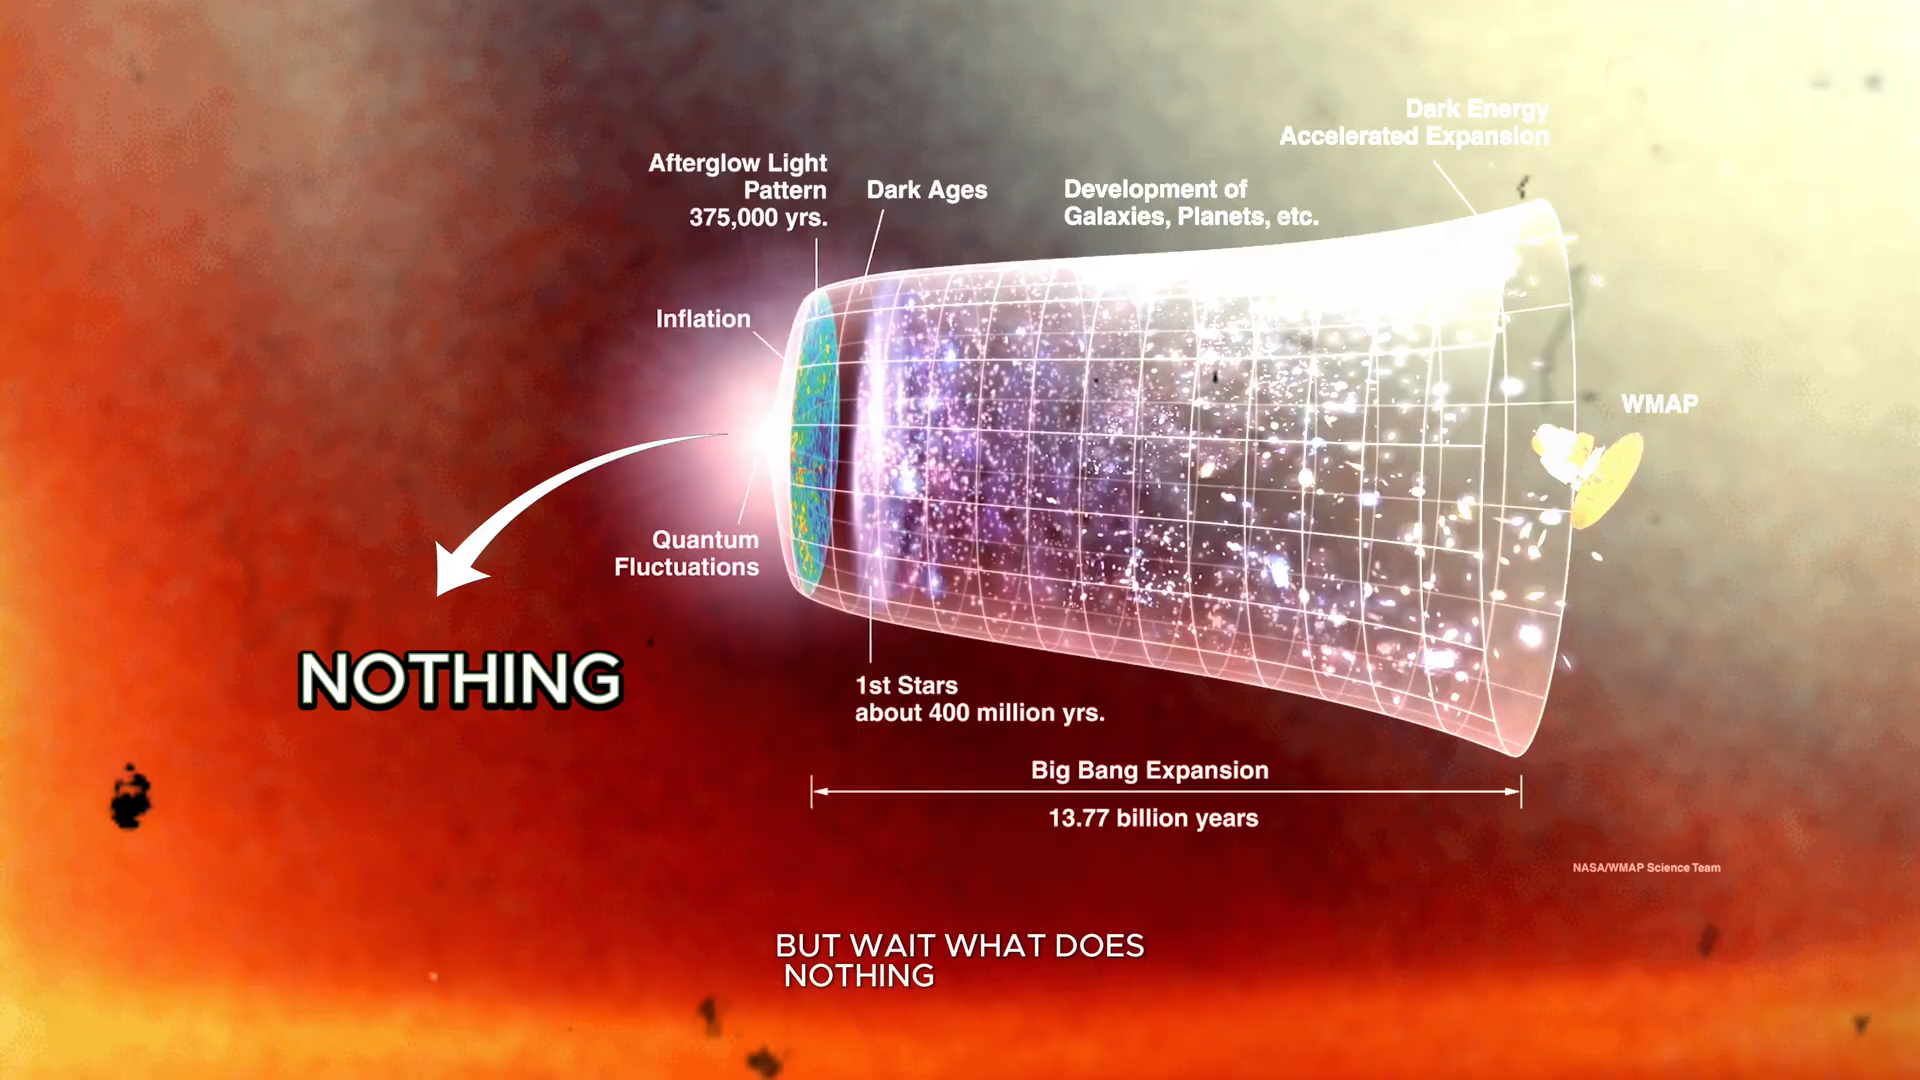 Dark Energy
Accelerated Expansion
Afterglow Light
Pattern
375,000 yrs.
Dark Ages
Development of
Galaxies, Planets, etc.
Inflation
WMAP
Quantum
Fluctuations
NOTHING
1st Stars
about 400 million yrs.
Big Bang Expansion
13.77 billion years
NASA/WMAP Science Team
BUT WAIT WHAT DOES
NOTHING